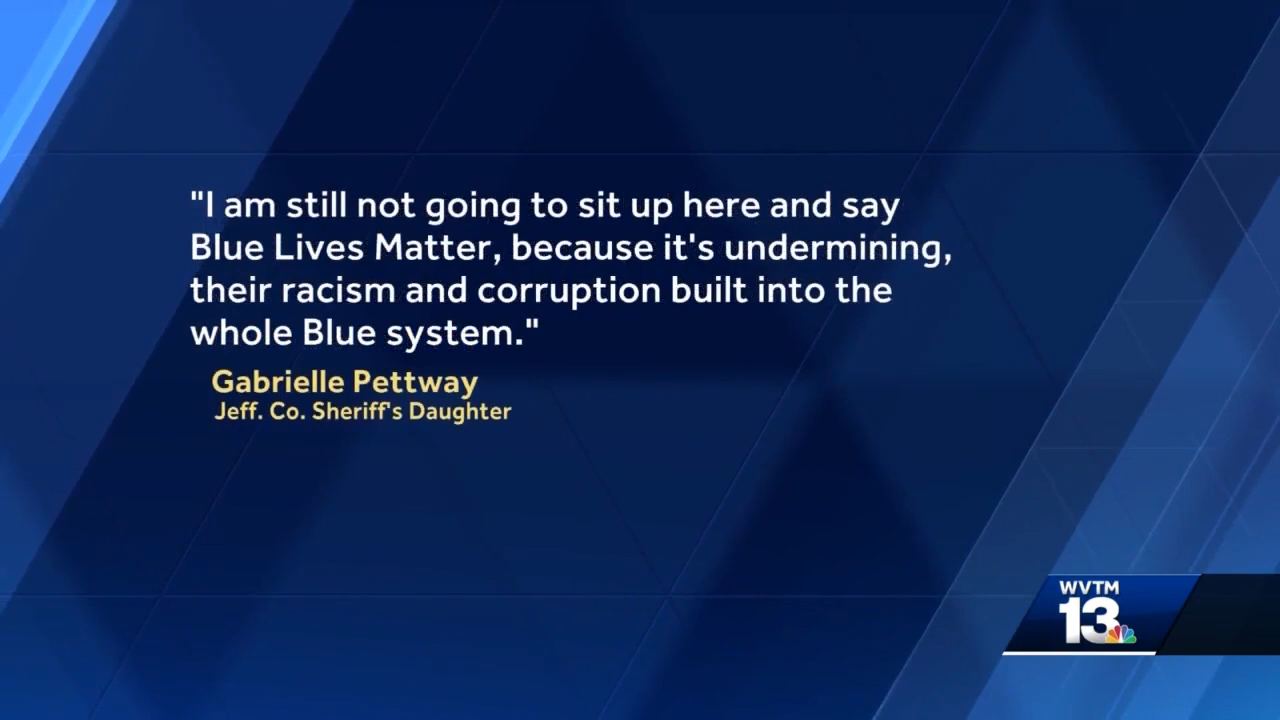 "I am still not going to sit up here and say
Blue Lives Matter, because it's undermining,
their racism and corruption built into the
whole Blue system."
Gabrielle Pettway
Jeff. Co. Sheriff's Daughter
WVTM
13